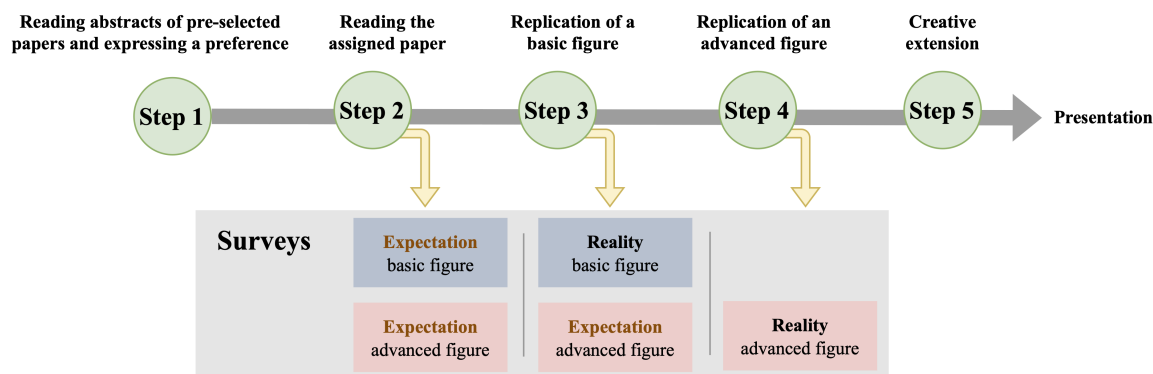 Reading abstracts of pre-selected
papers and expressing a preference
Reading the
assigned paper
Replication of a
basic figure
Replication of an
advanced figure
Creative
extension
Step 1
Step 2
Step 3
Step 4
Step 5
Presentation
Surveys
Expectation
basic figure
Reality
basic figure
Expectation
advanced figure
Expectation
advanced figure
Reality
advanced figure